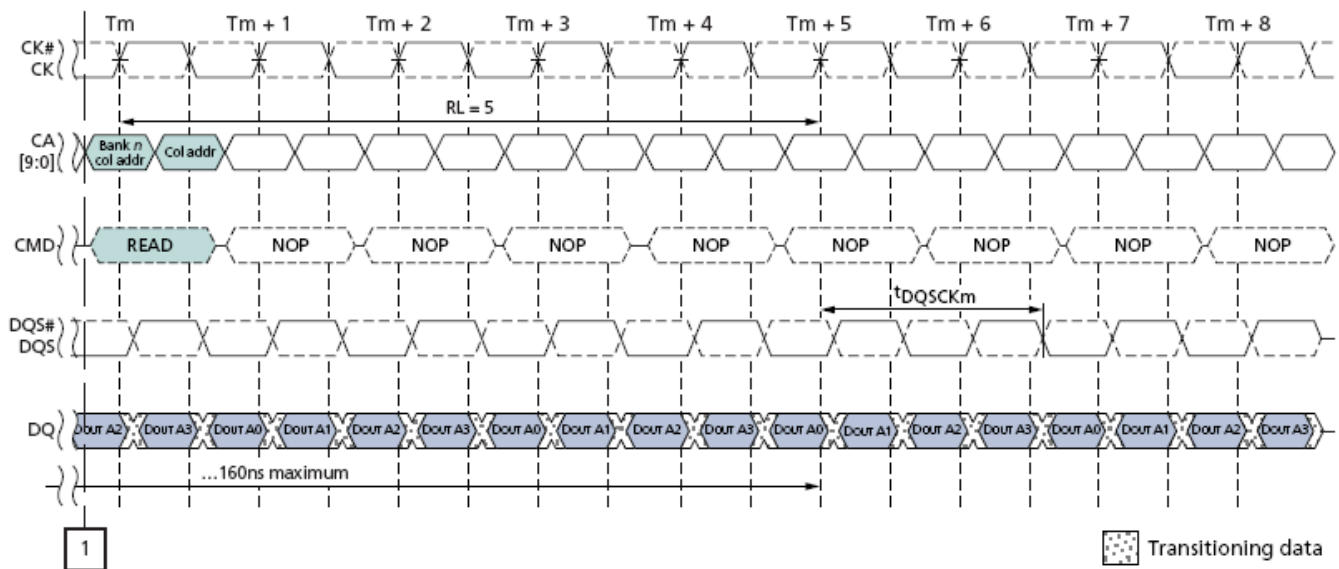 Tm Tm + 1 Tm + 2 Tm + 3 Tm + 4 Tm + 5 Tm + 6 Tm + 7 Tm + 8
CK#
CK
RL = 5
CA
[9:0]
Bank n
col addr
Col addr
CMD READ NOP NOP NOP NOP NOP NOP NOP NOP
tDQSCKm
DQS#
DQS
DQ DOUT A2 DOUT A3 DOUT A0 DOUT A1 DOUT A2 DOUT A3 DOUT A0 DOUT A1 DOUT A2 DOUT A3 DOUT A0 DOUT A1 DOUT A2 DOUT A3 DOUT A0 DOUT A1 DOUT A2 DOUT A3
...160ns maximum
1
Transitioning data